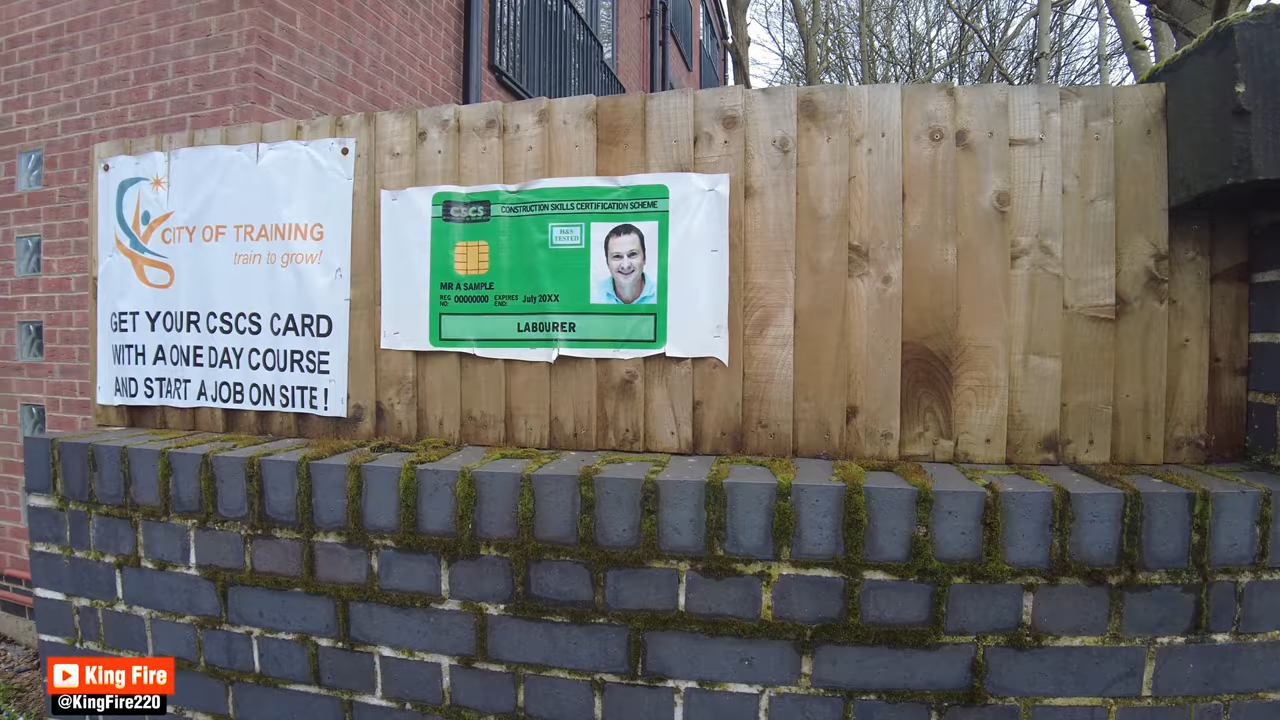 CITY OF TRAINING
train to grow!
GET YOUR CSCS CARD
WITH A ONE DAY COURSE
AND START A JOB ON SITE!
CSCS
CONSTRUCTION SKILLS CERTIFICATION SCHEME
H&S
TESTED
MR A SAMPLE
REG NO: 00000000 EXPIRES END: July 20XX
LABOURER
King Fire
@KingFire220